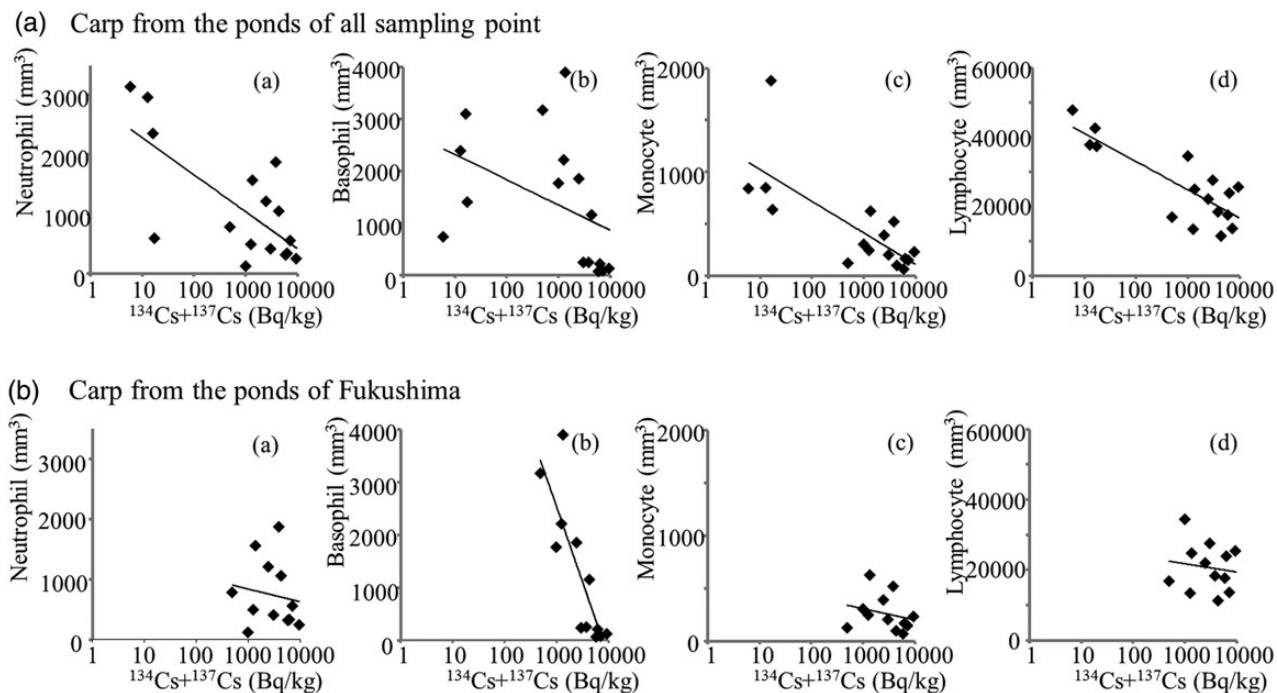 (a) Carp from the ponds of all sampling point
Neutrophil (mm³)
3000
2000
1000
0
1 10 100 1000 10000
¹³⁴Cs+¹³⁷Cs (Bq/kg)
(a)
Basophil (mm³)
4000
3000
2000
1000
0
1 10 100 1000 10000
¹³⁴Cs+¹³⁷Cs (Bq/kg)
(b)
Monocyte (mm³)
2000
1000
0
1 10 100 1000 10000
¹³⁴Cs+¹³⁷Cs (Bq/kg)
(c)
Lymphocyte (mm³)
60000
40000
20000
0
1 10 100 1000 10000
¹³⁴Cs+¹³⁷Cs (Bq/kg)
(d)
(b) Carp from the ponds of Fukushima
Neutrophil (mm³)
3000
2000
1000
0
1 10 100 1000 10000
¹³⁴Cs+¹³⁷Cs (Bq/kg)
(a)
Basophil (mm³)
4000
3000
2000
1000
0
1 10 100 1000 10000
¹³⁴Cs+¹³⁷Cs (Bq/kg)
(b)
Monocyte (mm³)
2000
1000
0
1 10 100 1000 10000
¹³⁴Cs+¹³⁷Cs (Bq/kg)
(c)
Lymphocyte (mm³)
60000
40000
20000
0
1 10 100 1000 10000
¹³⁴Cs+¹³⁷Cs (Bq/kg)
(d)